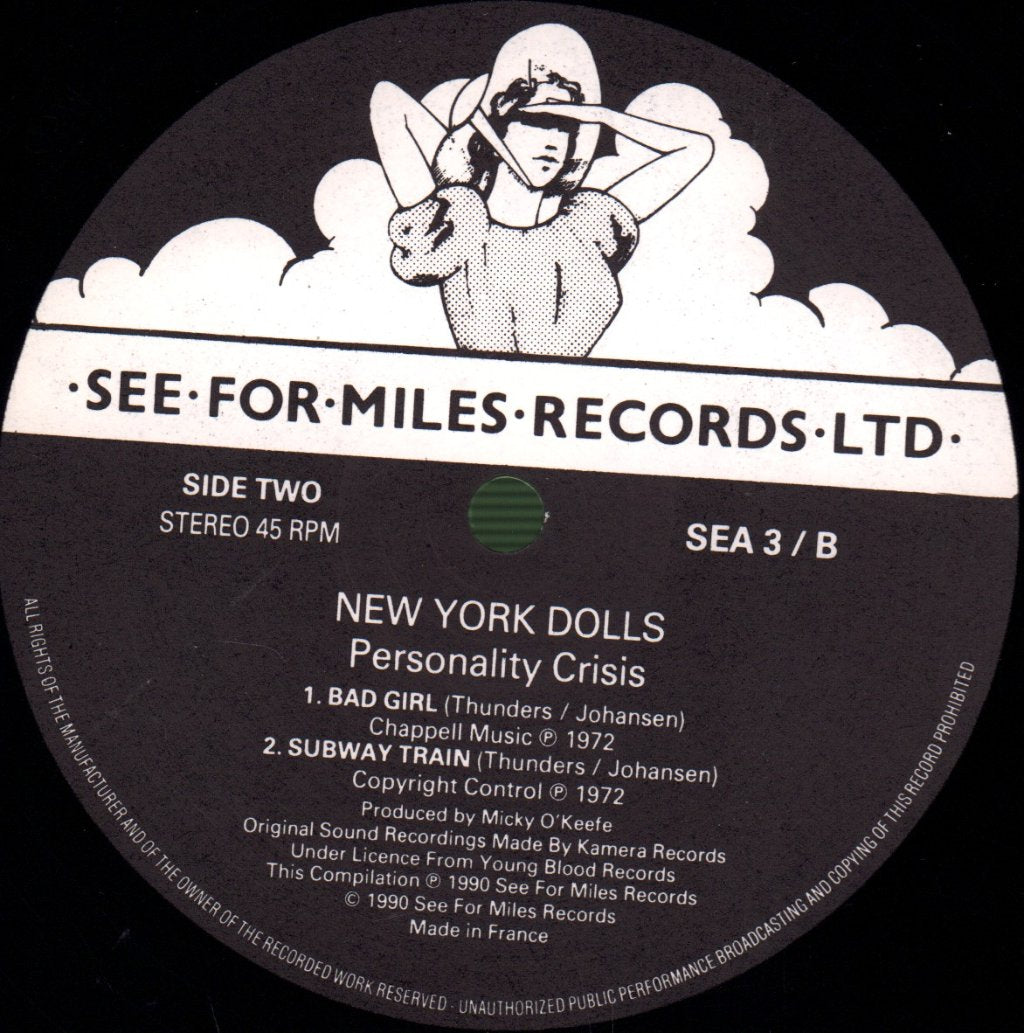 ·SEE·FOR·MILES·RECORDS·LTD·
SIDE TWO
STEREO 45 RPM
SEA 3 / B
NEW YORK DOLLS
Personality Crisis
1. BAD GIRL (Thunders / Johansen)
Chappell Music ℗ 1972
2. SUBWAY TRAIN (Thunders / Johansen)
Copyright Control ℗ 1972
Produced by Micky O'Keefe
Original Sound Recordings Made By Kamera Records
Under Licence From Young Blood Records
This Compilation ℗ 1990 See For Miles Records
© 1990 See For Miles Records
Made in France
ALL RIGHTS OF THE MANUFACTURER AND OF THE OWNER OF THE RECORDED WORK RESERVED · UNAUTHORIZED PUBLIC PERFORMANCE BROADCASTING AND COPYING OF THIS RECORD PROHIBITED